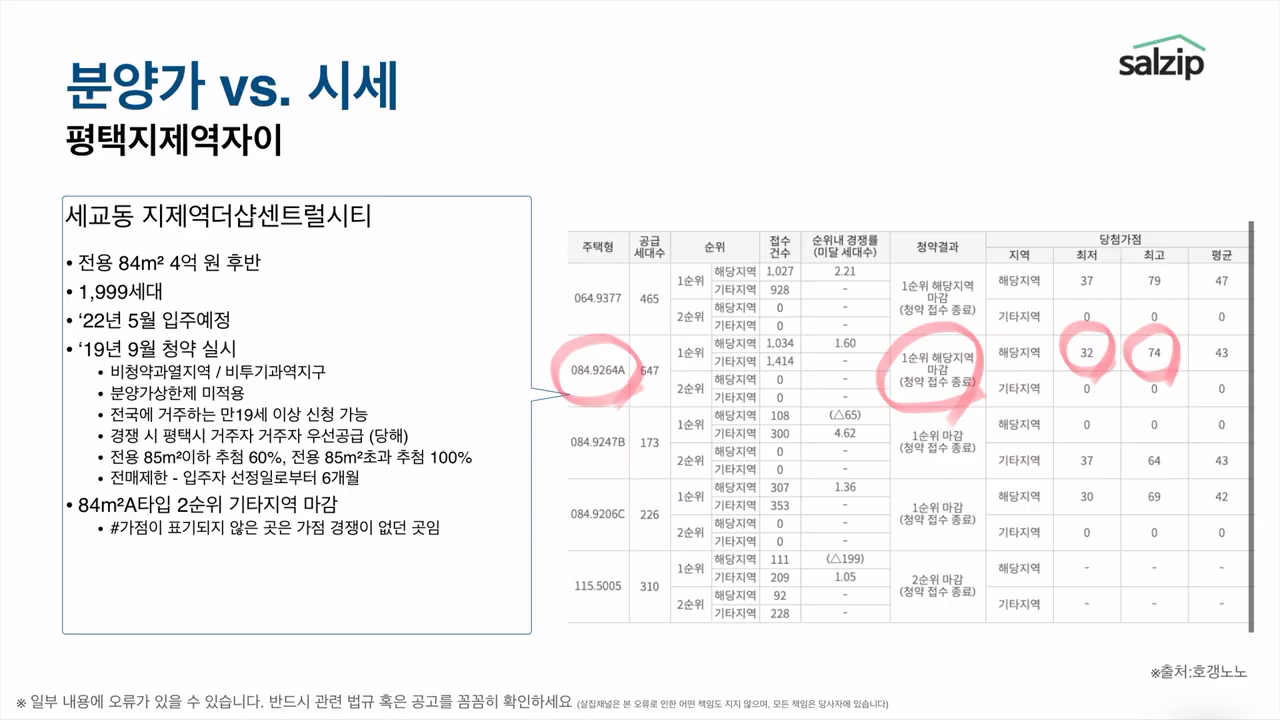 salzip
분양가 vs. 시세
평택지제역자이
세교동 지제역더샵센트럴시티
• 전용 84m² 4억 원 후반
• 1,999세대
• ‘22년 5월 입주예정
• ‘19년 9월 청약 실시
• 비청약과열지역 / 비투기과역지구
• 분양가상한제 미적용
• 전국에 거주하는 만19세 이상 신청 가능
• 경쟁 시 평택시 거주자 거주자 우선공급 (당해)
• 전용 85m²이하 추첨 60%, 전용 85m²초과 추첨 100%
• 전매제한 - 입주자 선정일로부터 6개월
• 84m²A타입 2순위 기타지역 마감
• #가점이 표기되지 않은 곳은 가점 경쟁이 없던 곳임
주택형 공급 세대수 순위 접수 건수 순위내 경쟁률 (미달 세대수) 청약결과 당첨가점
지역 최저 최고 평균
064.9377 465 1순위 해당지역 1,027 2.21 1순위 해당지역 마감 (청약 접수 종료) 해당지역 37 79 47
기타지역 928 -
2순위 해당지역 0 - 기타지역 0 0 0
기타지역 0 -
084.9264A 647 1순위 해당지역 1,034 1.60 1순위 해당지역 마감 (청약 접수 종료) 해당지역 32 74 43
기타지역 1,414 -
2순위 해당지역 0 - 기타지역 0 0 0
기타지역 0 -
084.9247B 173 1순위 해당지역 108 (△65) 1순위 마감 (청약 접수 종료) 해당지역 0 0 0
기타지역 300 4.62
2순위 해당지역 0 - 기타지역 37 64 43
기타지역 0 -
084.9206C 226 1순위 해당지역 307 1.36 1순위 마감 (청약 접수 종료) 해당지역 30 69 42
기타지역 353 -
2순위 해당지역 0 - 기타지역 0 0 0
기타지역 0 -
115.5005 310 1순위 해당지역 111 (△199) 2순위 마감 (청약 접수 종료) 해당지역 - - -
기타지역 209 1.05
2순위 해당지역 92 - 기타지역 - - -
기타지역 228 -
※출처:호갱노노
※ 일부 내용에 오류가 있을 수 있습니다. 반드시 관련 법규 혹은 공고를 꼼꼼히 확인하세요 (살집채널은 본 오류로 인한 어떤 책임도 지지 않으며, 모든 책임은 당사자에 있습니다)